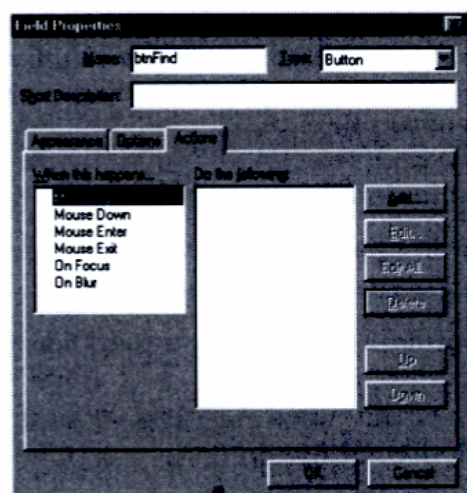 Field Properties
Name: btnFind Type: Button
Short Description:
Appearance Options Actions
When this happens... Do the following:
Mouse Down
Mouse Enter
Mouse Exit
On Focus
On Blur
Add...
Edit...
Edit All...
Delete
Up
Down
OK Cancel